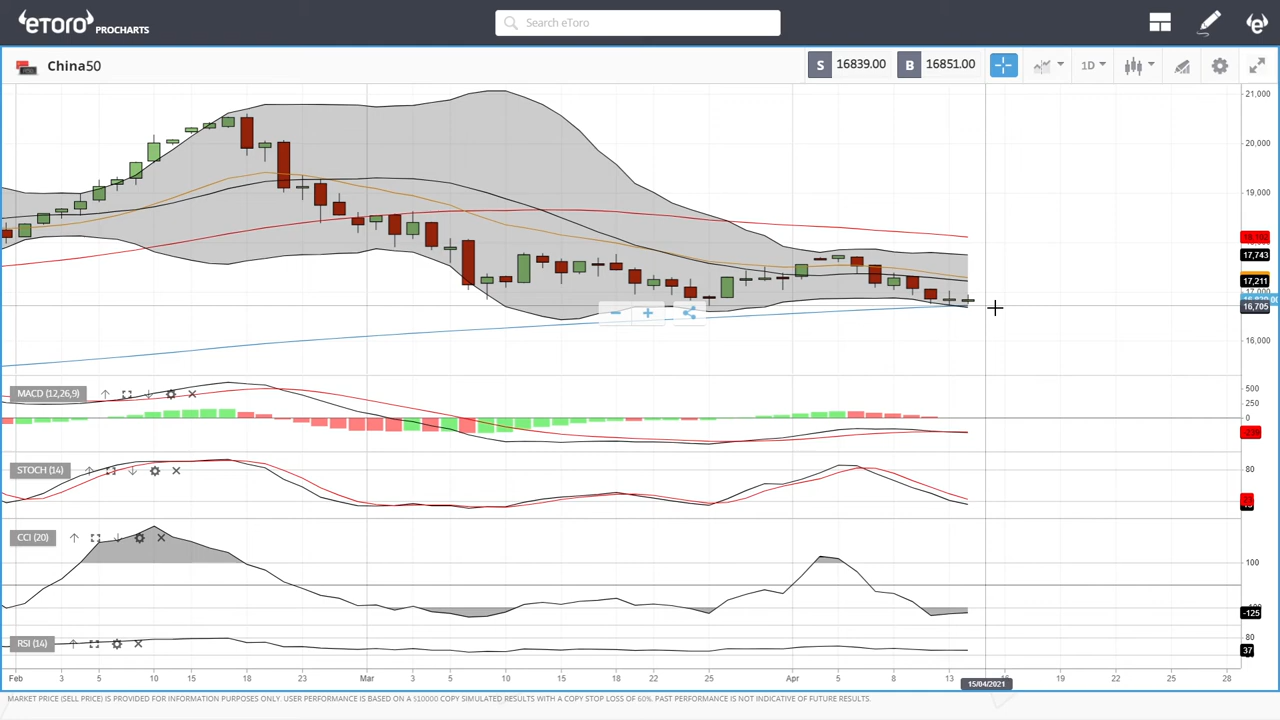 eToro PROCHARTS
Search eToro
China50
S 16839.00 B 16851.00
1D
21,000
20,000
19,000
17,743
17,211
16,705
16,000
MACD (12,26,9)
500
250
0
STOCH (14)
80
CCI (20)
100
-125
RSI (14)
80
37
Feb 3 5 10 15 18 23 Mar 3 5 10 15 18 22 25 Apr 5 8 13 15 19 22 25 28
15/04/2021
MARKET PRICE (SELL PRICE) IS PROVIDED FOR INFORMATION PURPOSES ONLY. USER PERFORMANCE IS BASED ON A $10000 COPY SIMULATED RESULTS WITH A COPY STOP LOSS OF 60%. PAST PERFORMANCE IS NOT INDICATIVE OF FUTURE RESULTS.